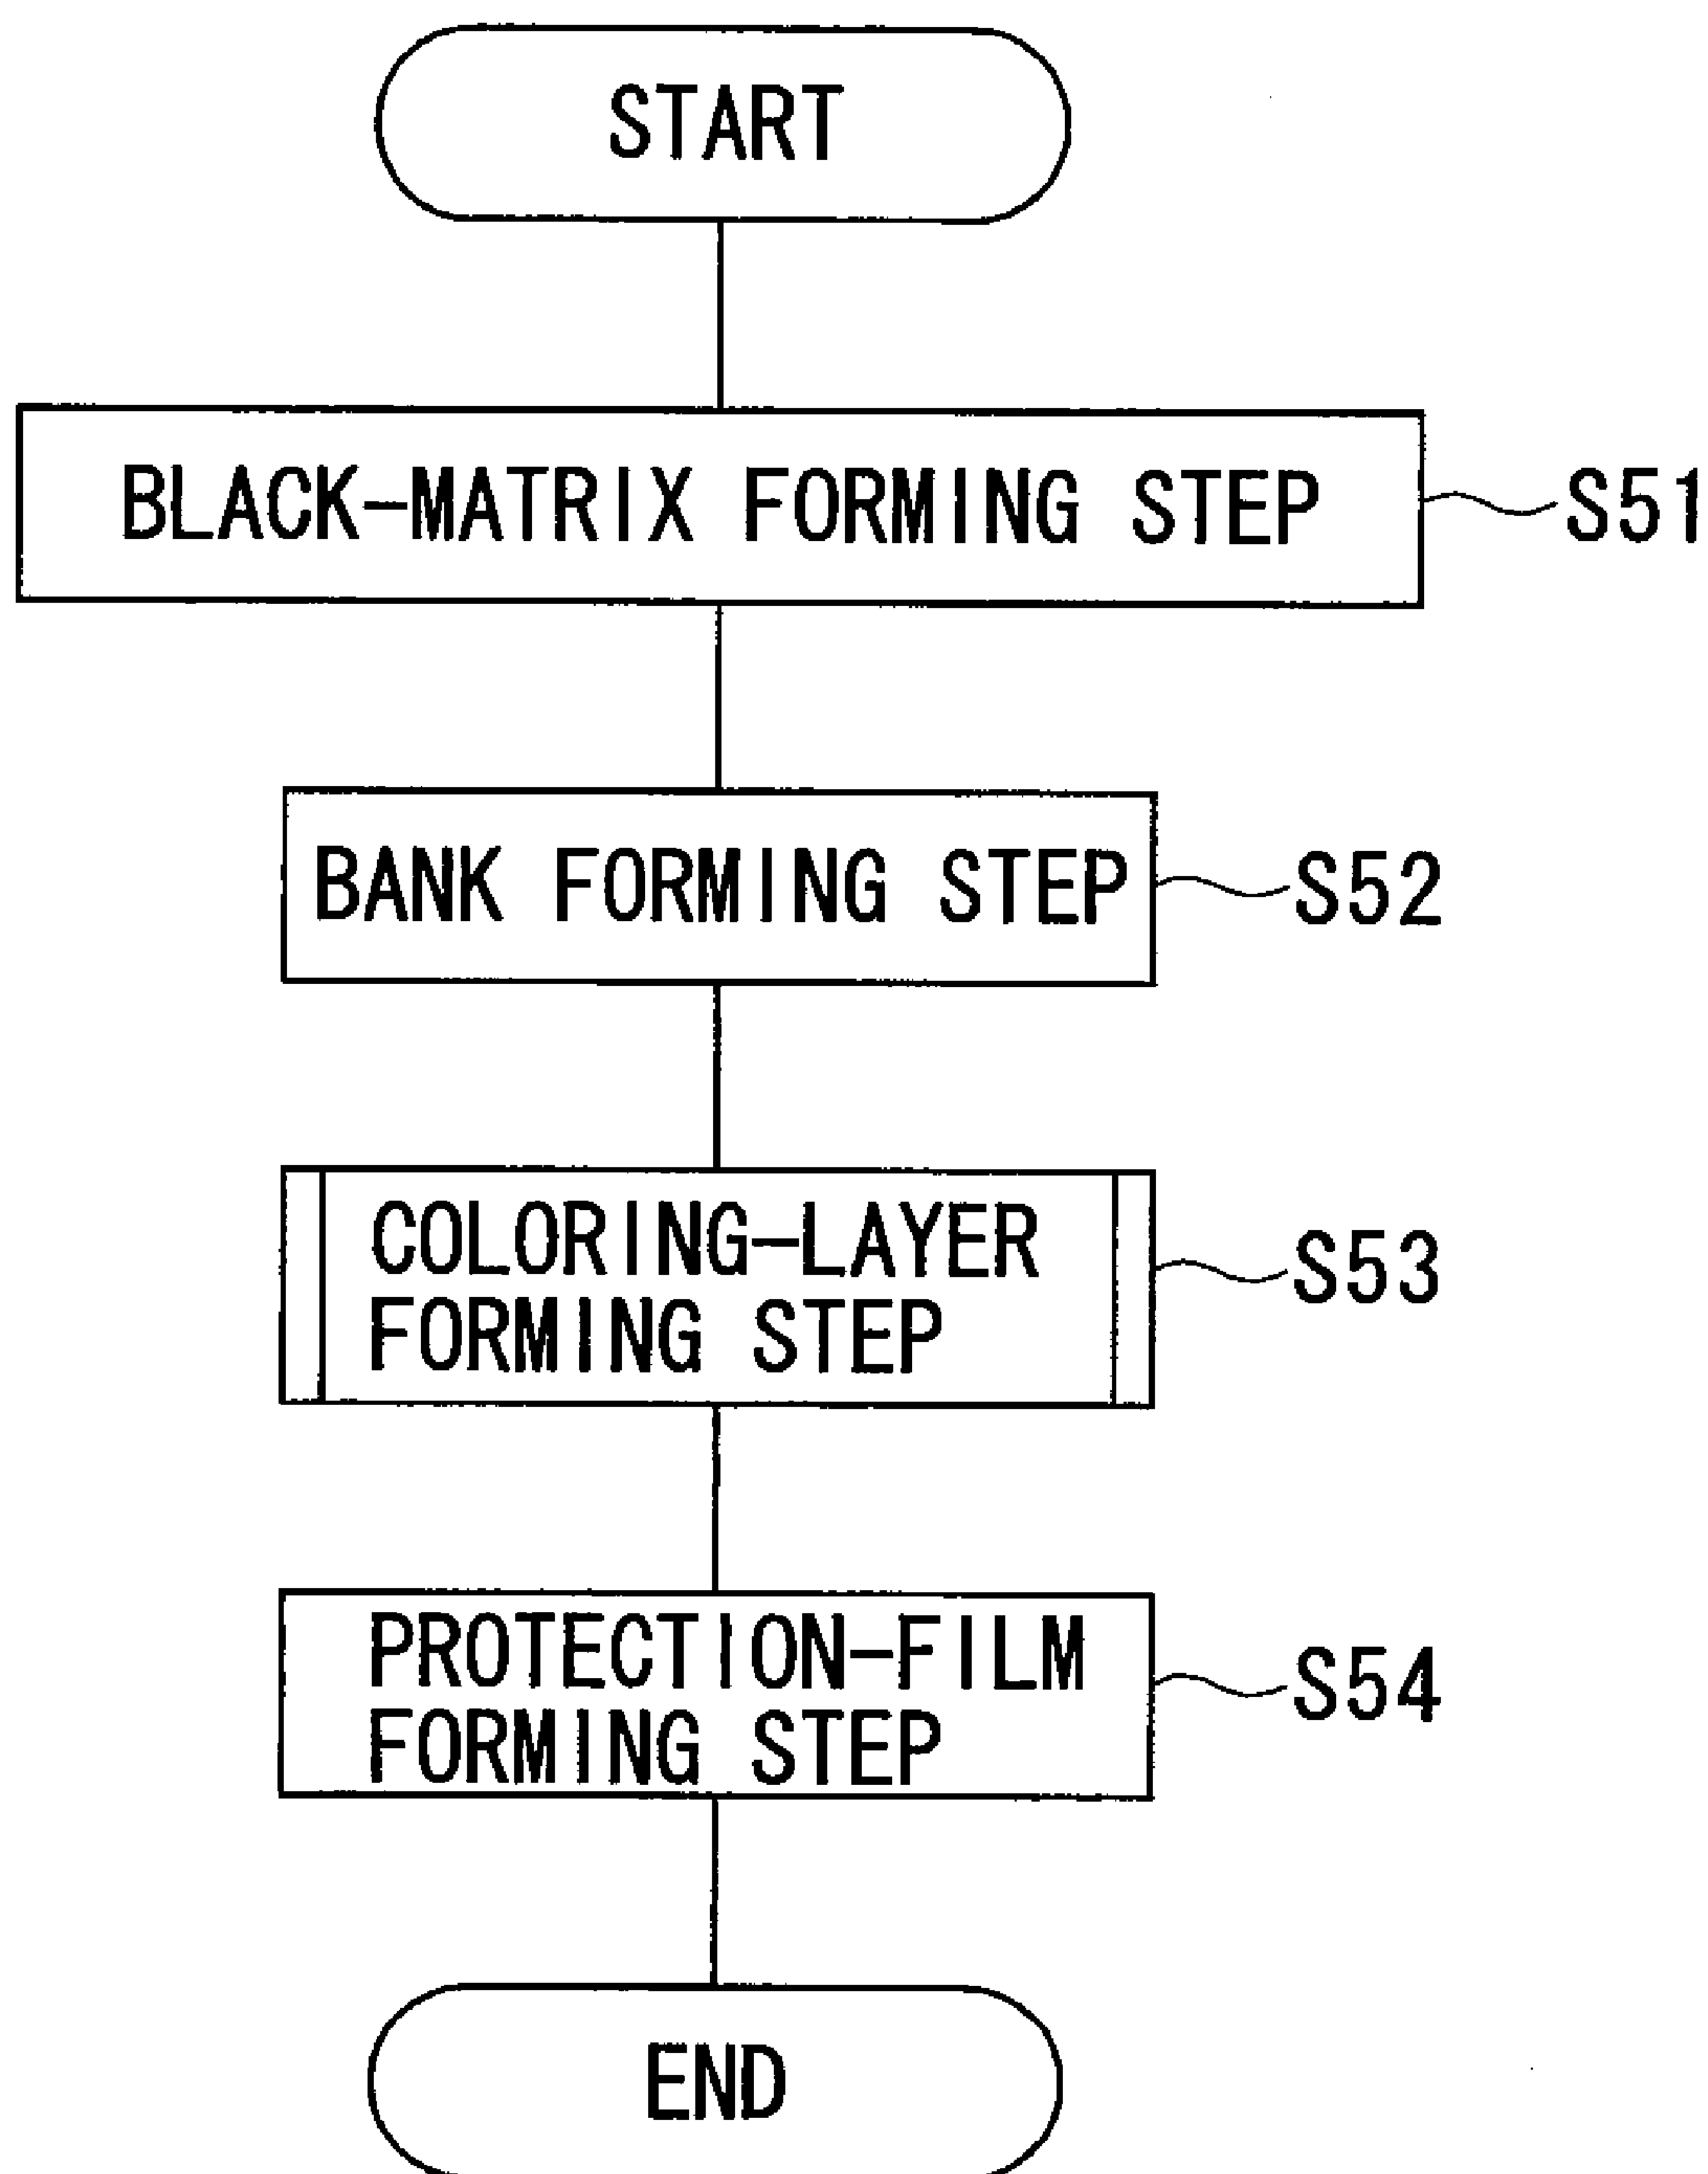 START
BLACK-MATRIX FORMING STEP
S51
BANK FORMING STEP
S52
COLORING-LAYER
FORMING STEP
S53
PROTECTION-FILM
FORMING STEP
S54
END